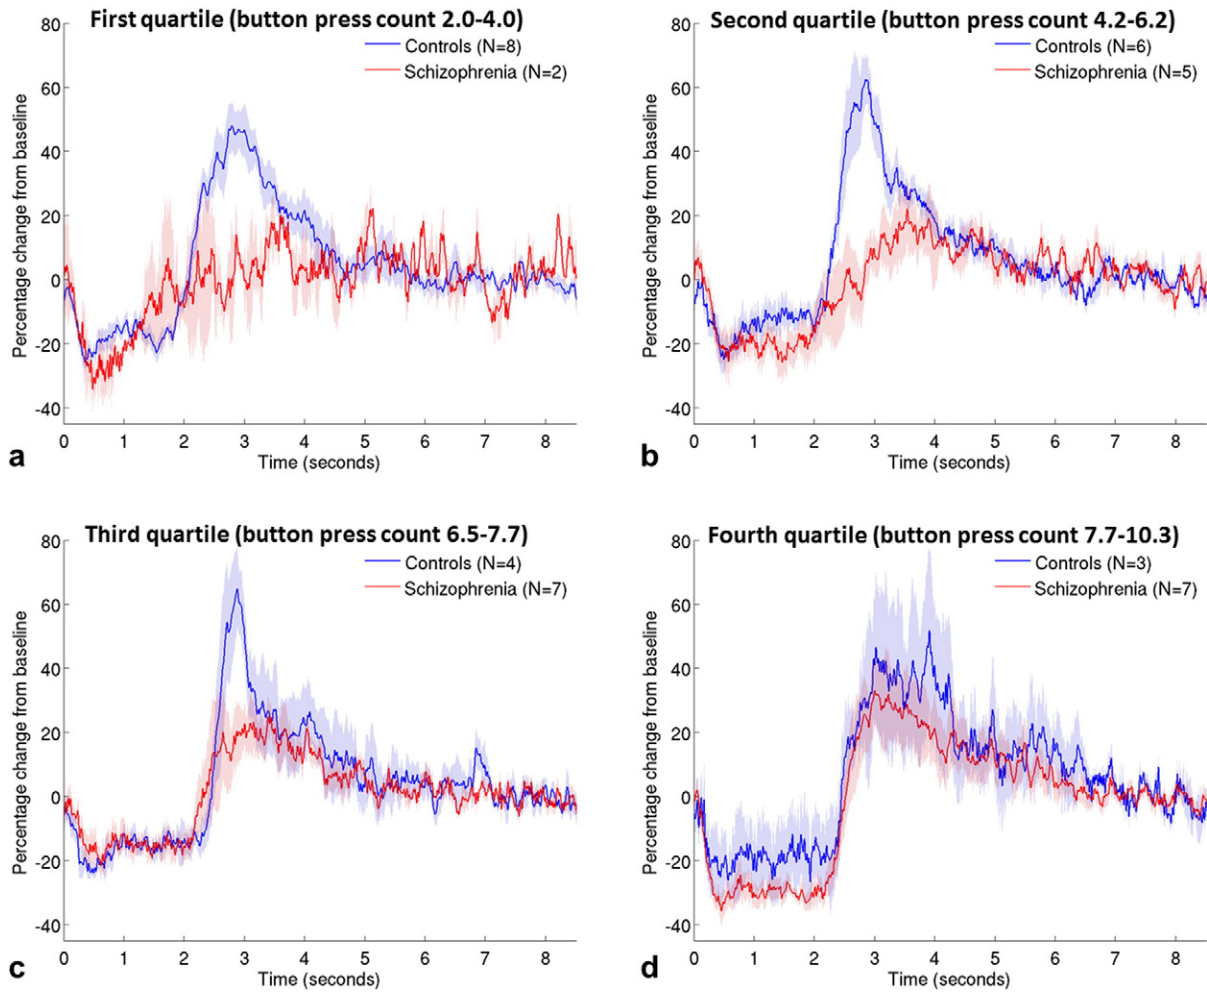 First quartile (button press count 2.0-4.0)
80
60
40
20
0
-20
-40
Percentage change from baseline
Controls (N=8)
Schizophrenia (N=2)
0 1 2 3 4 5 6 7 8
Time (seconds)
a
Second quartile (button press count 4.2-6.2)
80
60
40
20
0
-20
-40
Percentage change from baseline
Controls (N=6)
Schizophrenia (N=5)
0 1 2 3 4 5 6 7 8
Time (seconds)
b
Third quartile (button press count 6.5-7.7)
80
60
40
20
0
-20
-40
Percentage change from baseline
Controls (N=4)
Schizophrenia (N=7)
0 1 2 3 4 5 6 7 8
Time (seconds)
c
Fourth quartile (button press count 7.7-10.3)
80
60
40
20
0
-20
-40
Percentage change from baseline
Controls (N=3)
Schizophrenia (N=7)
0 1 2 3 4 5 6 7 8
Time (seconds)
d